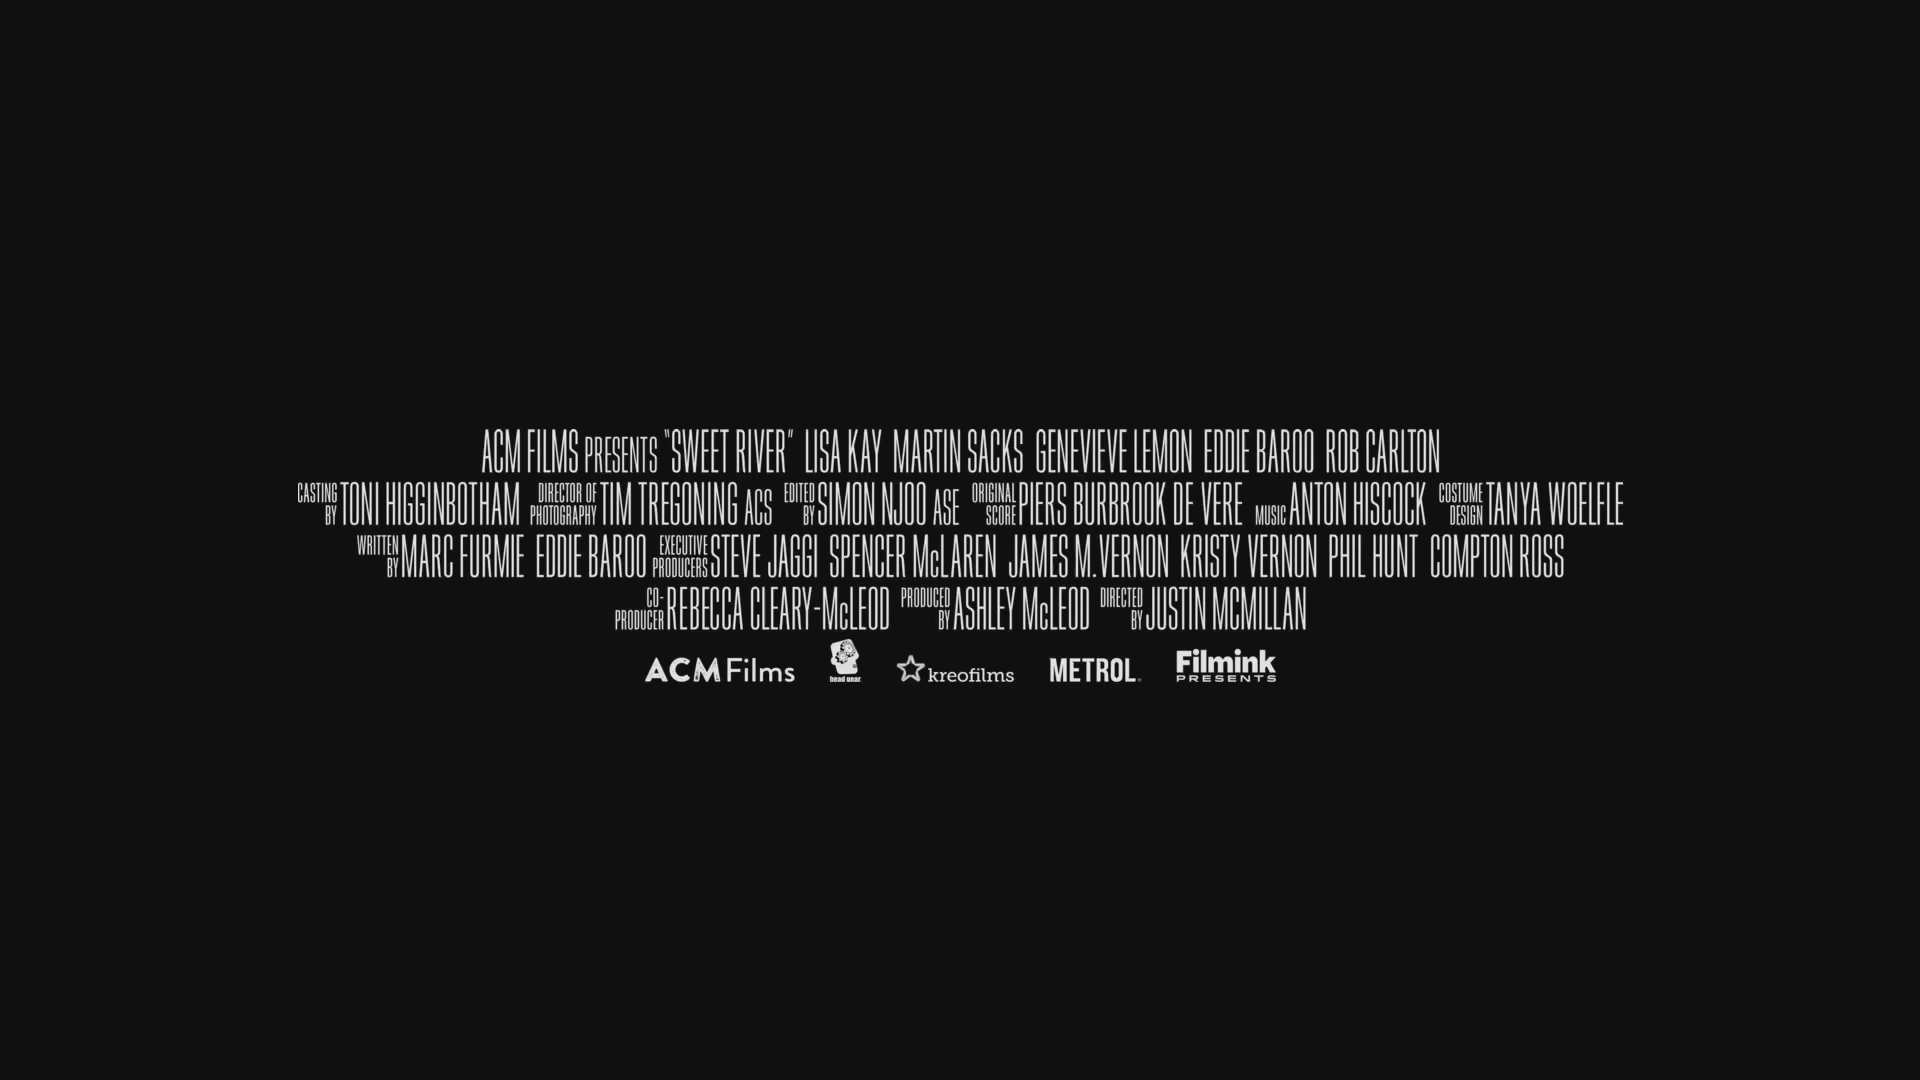 ACM FILMS PRESENTS "SWEET RIVER" LISA KAY MARTIN SACKS GENEVIEVE LEMON EDDIE BAROO ROB CARLTON
CASTING BY TONI HIGGINBOTHAM DIRECTOR OF PHOTOGRAPHY TIM TREGONING ACS EDITED BY SIMON NJOO ASE ORIGINAL SCORE PIERS BURBROOK DE VERE MUSIC ANTON HISCOCK COSTUME DESIGN TANYA WOELFLE
WRITTEN BY MARC FURMIE EDDIE BAROO EXECUTIVE PRODUCERS STEVE JAGGI SPENCER McLAREN JAMES M. VERNON KRISTY VERNON PHIL HUNT COMPTON ROSS
CO-PRODUCER REBECCA CLEARY-McLEOD PRODUCED BY ASHLEY McLEOD DIRECTED BY JUSTIN MCMILLAN
ACM Films head gear kreofilms METROL Filmink PRESENTS